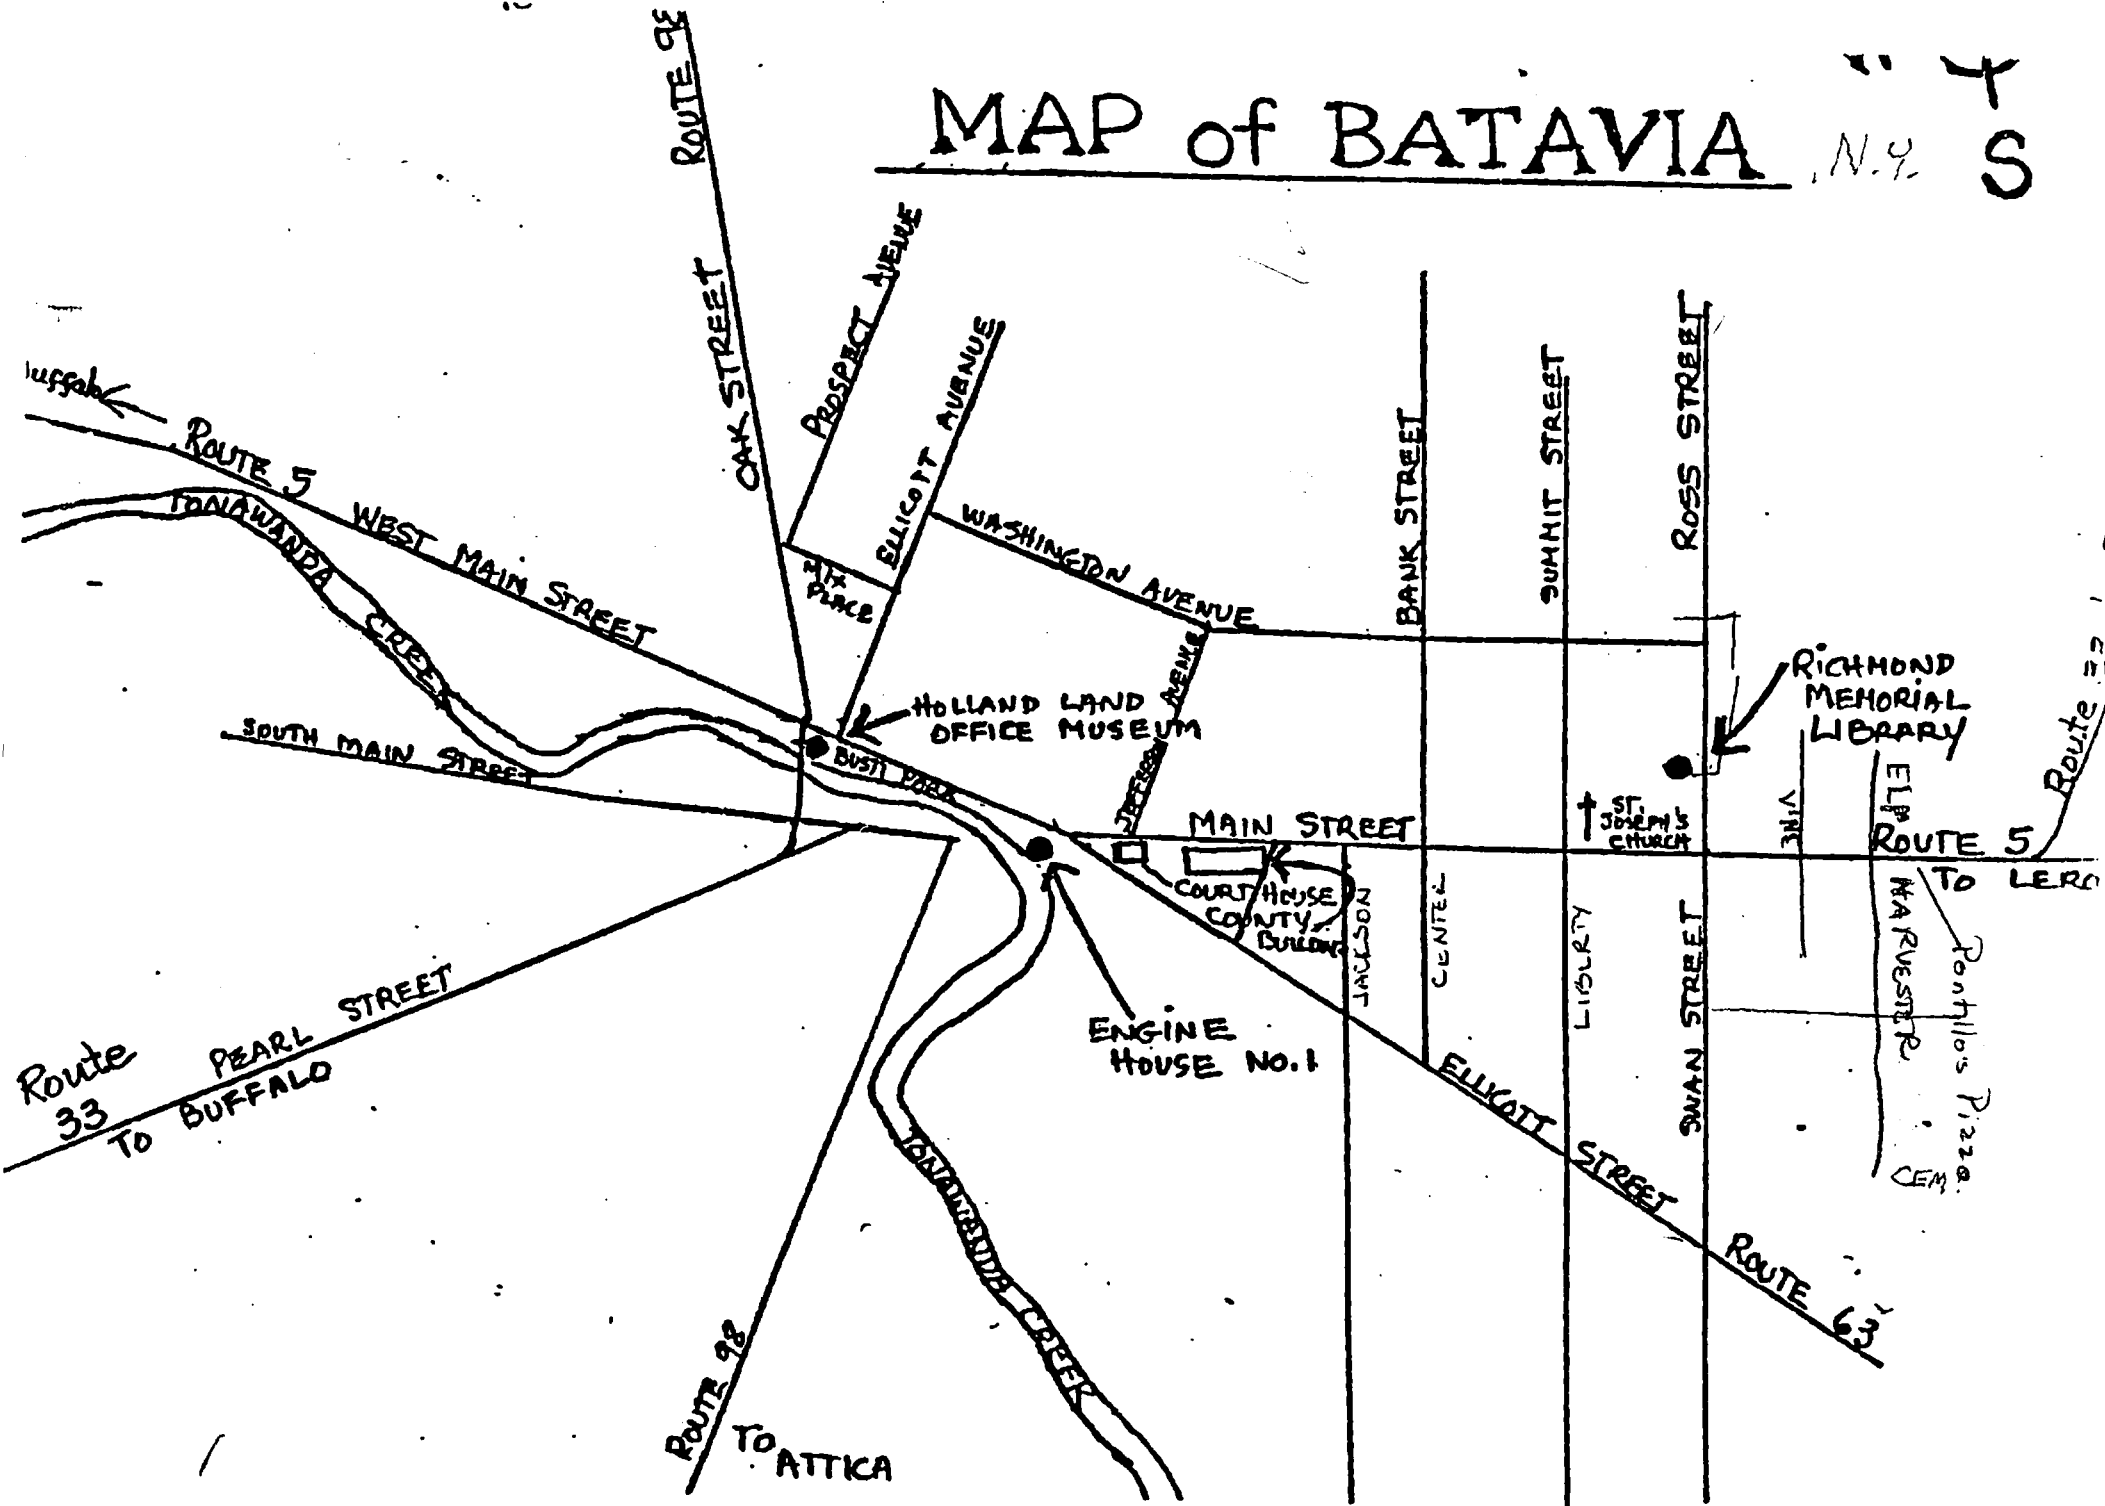 MAP of BATAVIA N.Y.
S
ROUTE 98
OAK STREET
PROSPECT AVENUE
ELLICOTT AVENUE
MIX
PLACE
WASHINGTON AVENUE
JEFFERSON AVENUE
BANK STREET
SUMMIT STREET
ROSS STREET
ROUTE 5
WEST MAIN STREET
TONAWANDA
CREEK
SOUTH MAIN STREET
HOLLAND LAND
OFFICE MUSEUM
BUSTI
RICHMOND
MEMORIAL
LIBRARY
MAIN STREET
ST.
JOSEPH'S
CHURCH
VINE
ELM
Route
ROUTE 5
TO LERO
COURT HOUSE
COUNTY
BUILDING
JACKSON
CENTER
LIBERTY
SWAN STREET
HARVESTER
Pontillos Pizza
CEM.
ENGINE
HOUSE NO. 1
PEARL STREET
Route
33
TO BUFFALO
ELLICOTT STREET
ROUTE 63
TONAWANDA CREEK
ROUTE 98
TO
ATTICA